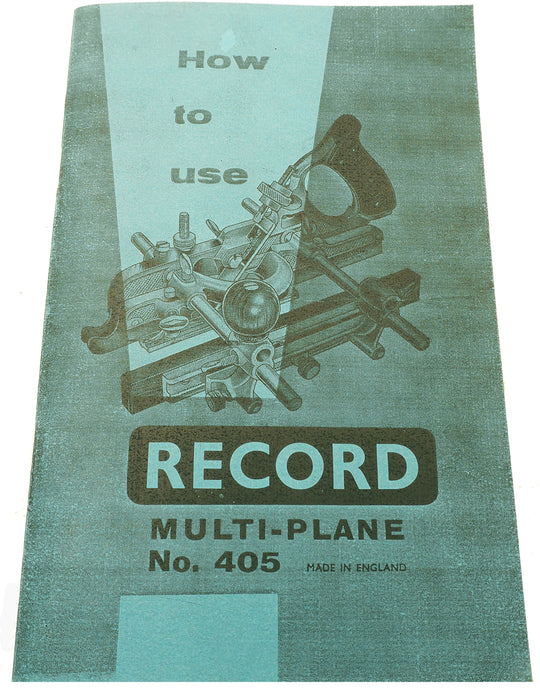 How
to
use
RECORD
MULTI-PLANE
No. 405 MADE IN ENGLAND